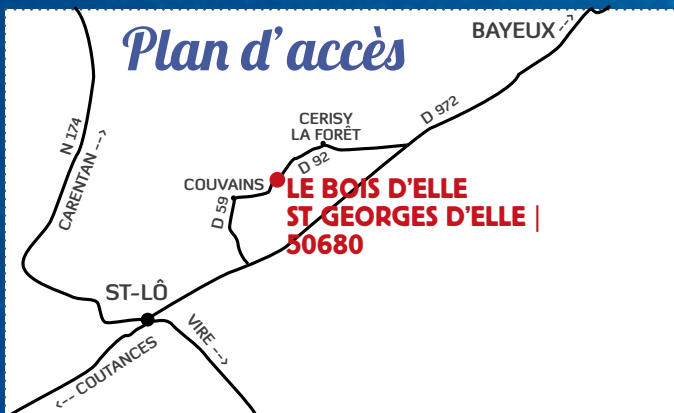 Plan d'accès
BAYEUX -->
N 174
CARENTAN -->
D 972
CERISY
LA FORÊT
D 92
COUVAINS
D 59
LE BOIS D'ELLE
ST GEORGES D'ELLE |
50680
ST-LÔ
VIRE -->
<-- COUTANCES